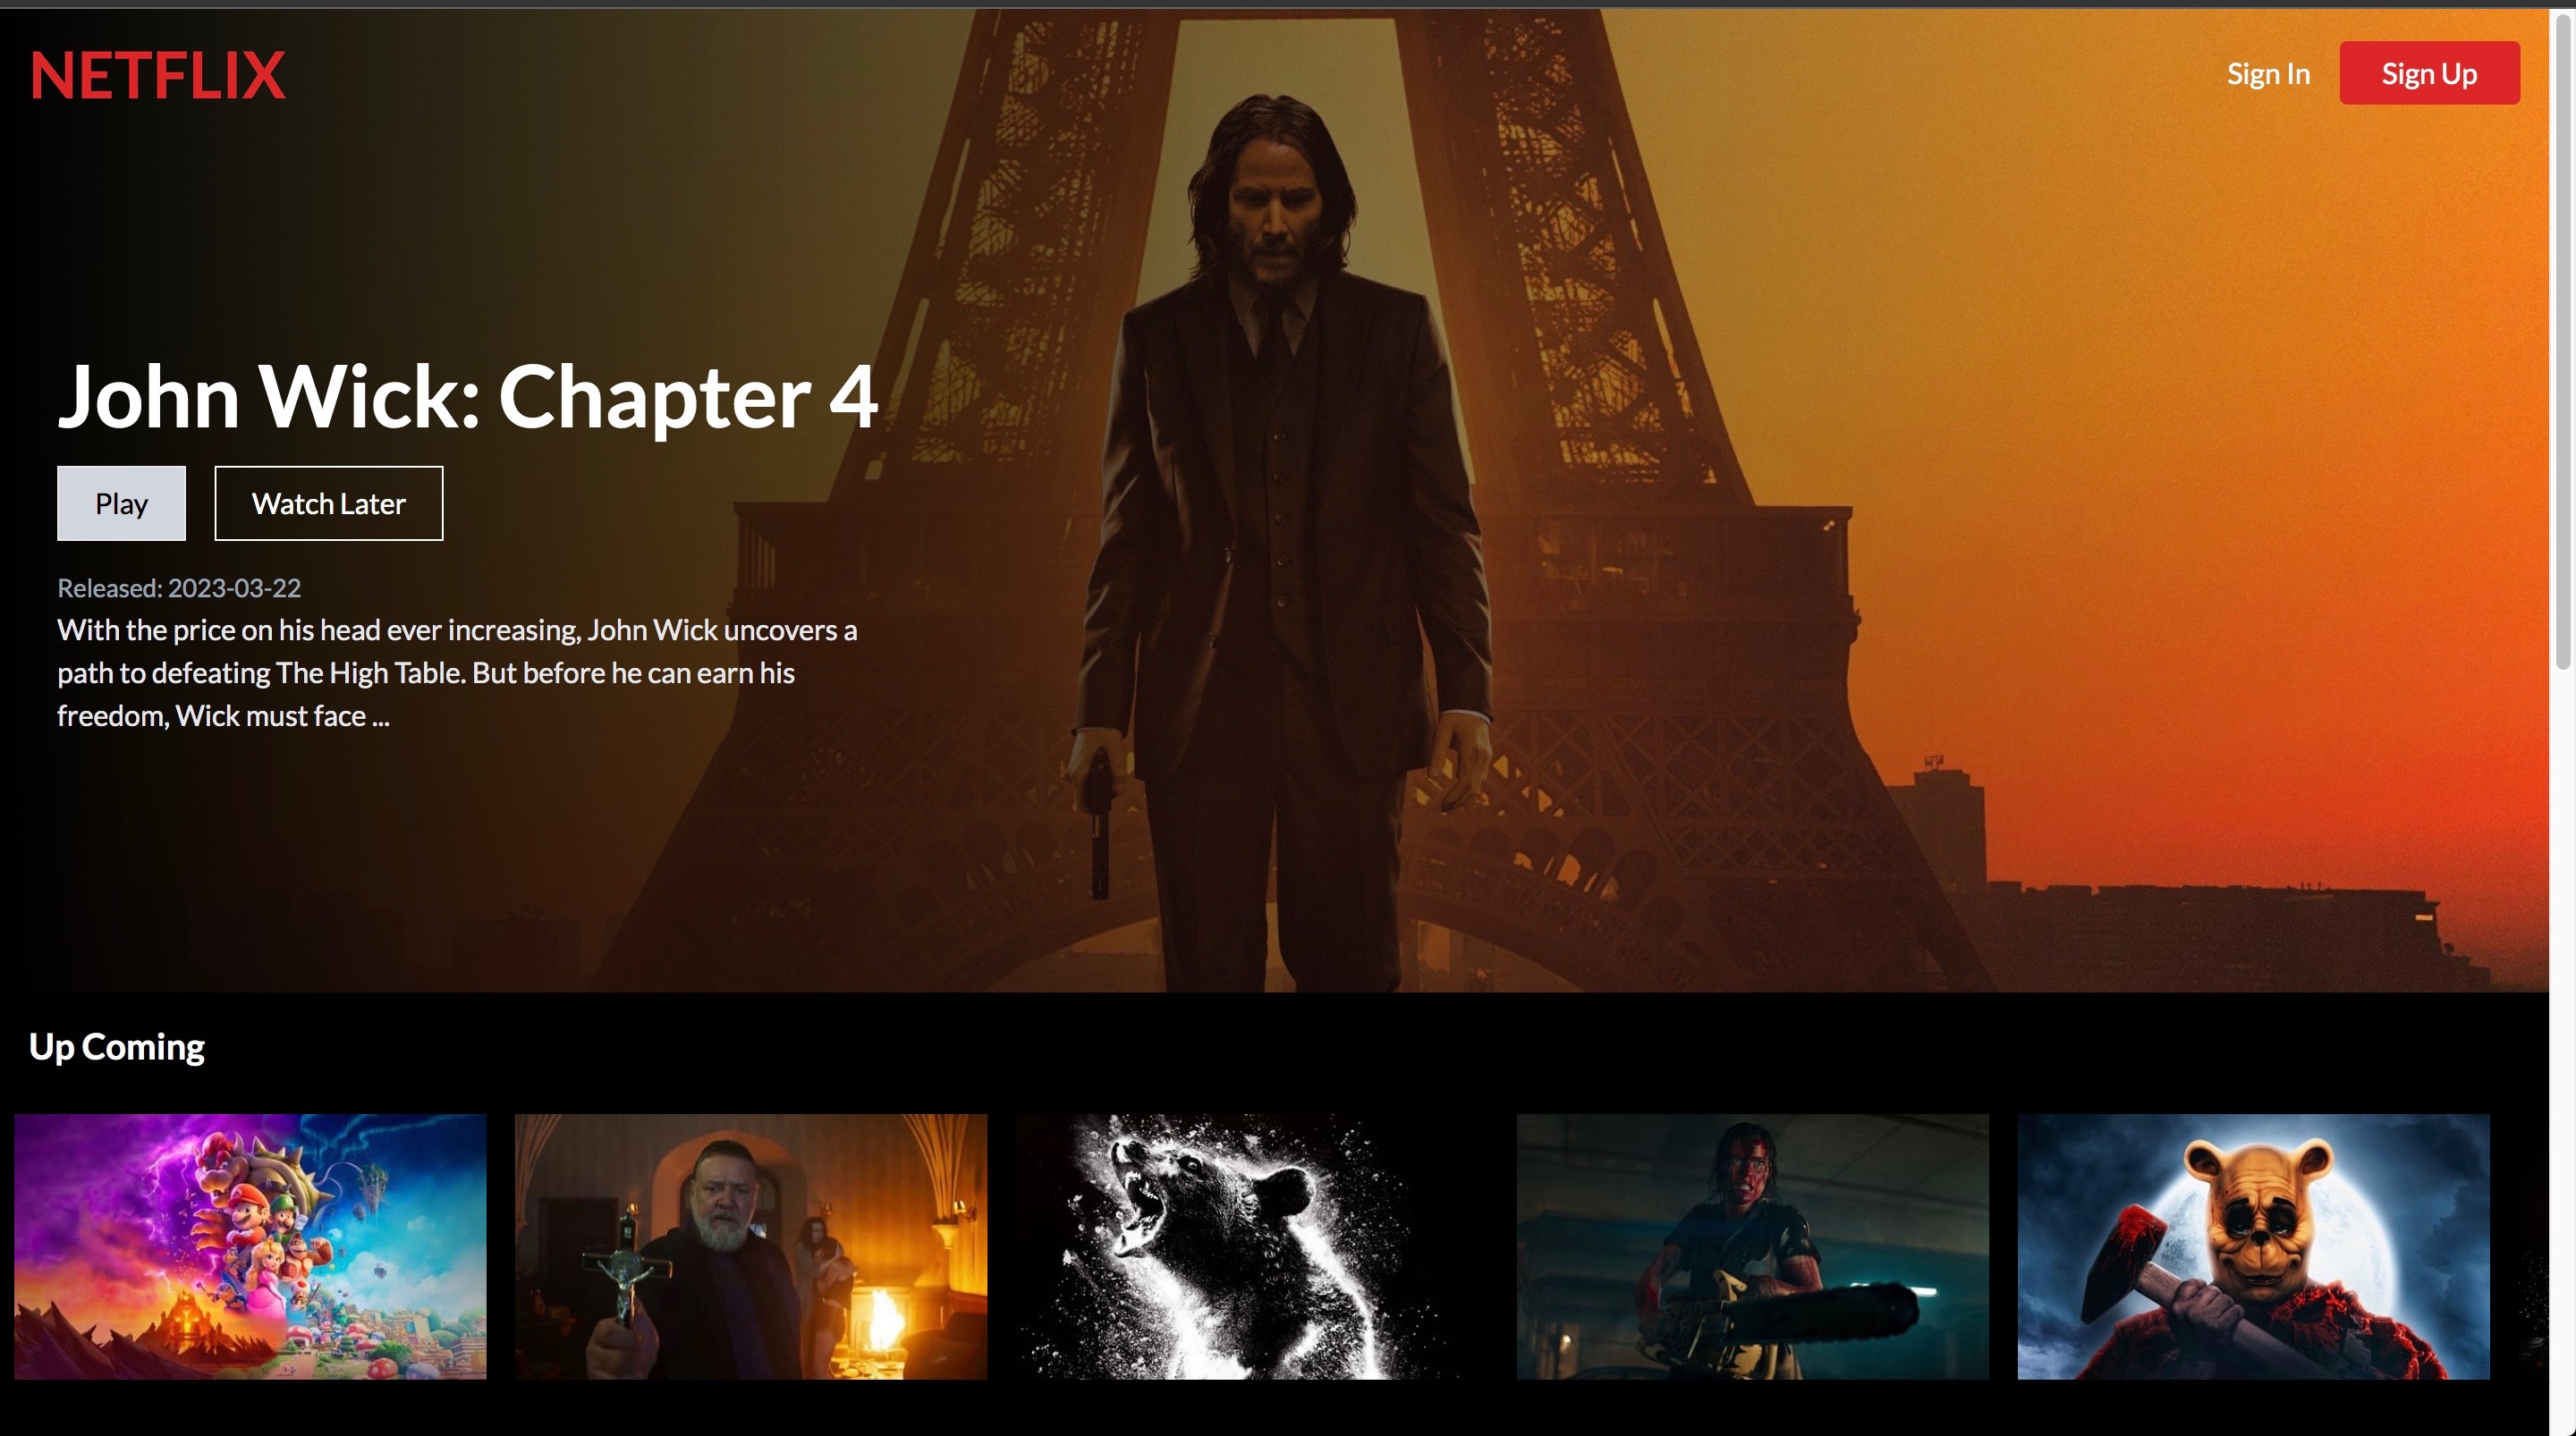 NETFLIX
Sign In
Sign Up
John Wick: Chapter 4
Play
Watch Later
Released: 2023-03-22
With the price on his head ever increasing, John Wick uncovers a
path to defeating The High Table. But before he can earn his
freedom, Wick must face ...
Up Coming